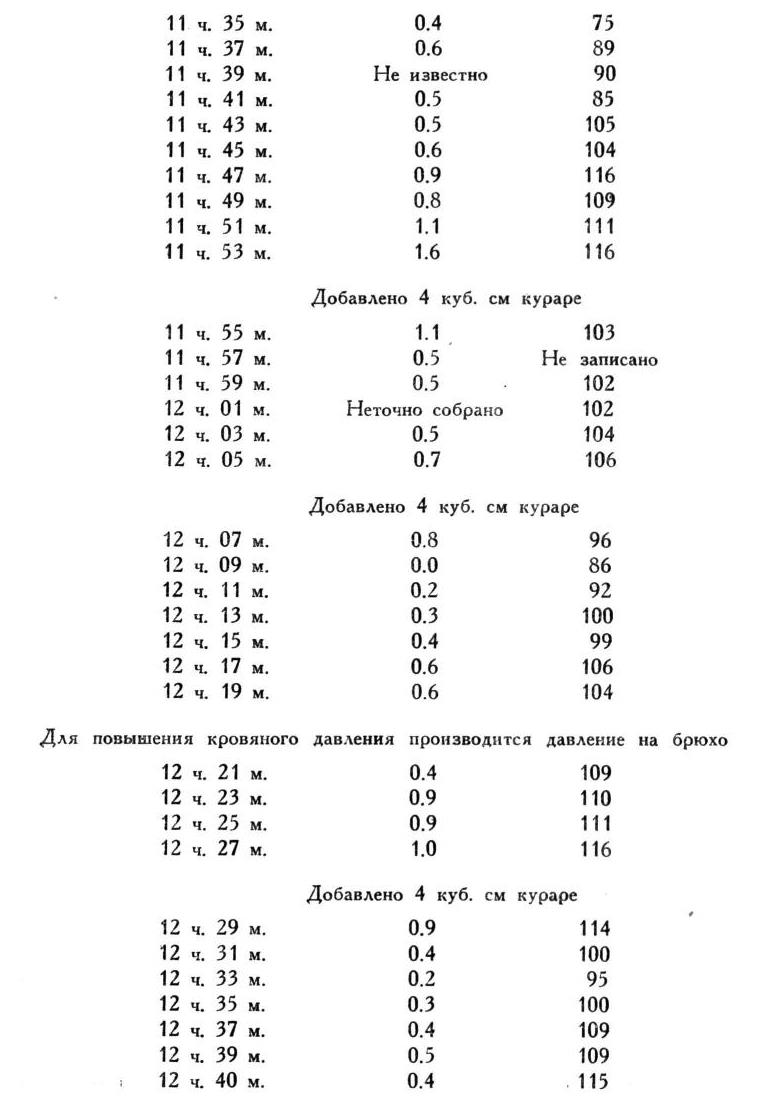 11 ч. 35 м. 0.4 75
11 ч. 37 м. 0.6 89
11 ч. 39 м. Не известно 90
11 ч. 41 м. 0.5 85
11 ч. 43 м. 0.5 105
11 ч. 45 м. 0.6 104
11 ч. 47 м. 0.9 116
11 ч. 49 м. 0.8 109
11 ч. 51 м. 1.1 111
11 ч. 53 м. 1.6 116
Добавлено 4 куб. см кураре
11 ч. 55 м. 1.1 103
11 ч. 57 м. 0.5 Не записано
11 ч. 59 м. 0.5 102
12 ч. 01 м. Неточно собрано 102
12 ч. 03 м. 0.5 104
12 ч. 05 м. 0.7 106
Добавлено 4 куб. см кураре
12 ч. 07 м. 0.8 96
12 ч. 09 м. 0.0 86
12 ч. 11 м. 0.2 92
12 ч. 13 м. 0.3 100
12 ч. 15 м. 0.4 99
12 ч. 17 м. 0.6 106
12 ч. 19 м. 0.6 104
Для повышения кровяного давления производится давление на брюхо
12 ч. 21 м. 0.4 109
12 ч. 23 м. 0.9 110
12 ч. 25 м. 0.9 111
12 ч. 27 м. 1.0 116
Добавлено 4 куб. см кураре
12 ч. 29 м. 0.9 114
12 ч. 31 м. 0.4 100
12 ч. 33 м. 0.2 95
12 ч. 35 м. 0.3 100
12 ч. 37 м. 0.4 109
12 ч. 39 м. 0.5 109
12 ч. 40 м. 0.4 115